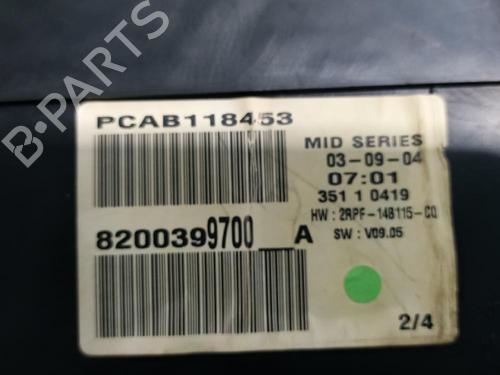 B-PARTS
PCAB118453
MID SERIES
03-09-04
07:01
351 1 0419
HW : 2RPF-14B115-CQ
8200399700__A
SW : V09.05
2/4